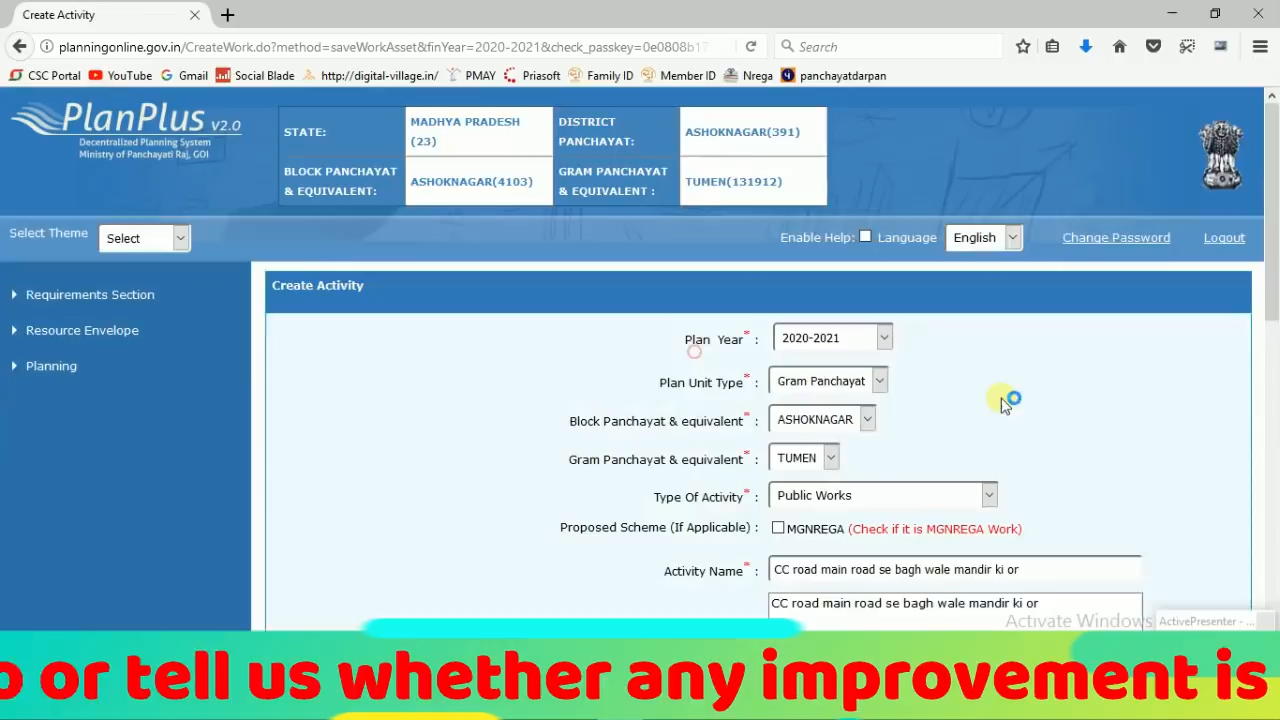 Create Activity
planningonline.gov.in/CreateWork.do?method=saveWorkAsset&finYear=2020-2021&check_passkey=0e0808b17
Search
CSC Portal YouTube Gmail Social Blade http://digital-village.in/ PMAY Priasoft Family ID Member ID Nrega panchayatdarpan
PlanPlus V2.0
Decentralized Planning System
Ministry of Panchayati Raj, GOI
STATE: MADHYA PRADESH (23) DISTRICT PANCHAYAT: ASHOKNAGAR(391)
BLOCK PANCHAYAT & EQUIVALENT: ASHOKNAGAR(4103) GRAM PANCHAYAT & EQUIVALENT : TUMEN(131912)
Select Theme Select Enable Help: Language English Change Password Logout
Requirements Section
Resource Envelope
Planning
Create Activity
Plan Year* : 2020-2021
Plan Unit Type* : Gram Panchayat
Block Panchayat & equivalent* : ASHOKNAGAR
Gram Panchayat & equivalent* : TUMEN
Type Of Activity* : Public Works
Proposed Scheme (If Applicable) : MGNREGA (Check if it is MGNREGA Work)
Activity Name* : CC road main road se bagh wale mandir ki or
CC road main road se bagh wale mandir ki or
Activate Windows
ActivePresenter - ...
o or tell us whether any improvement is